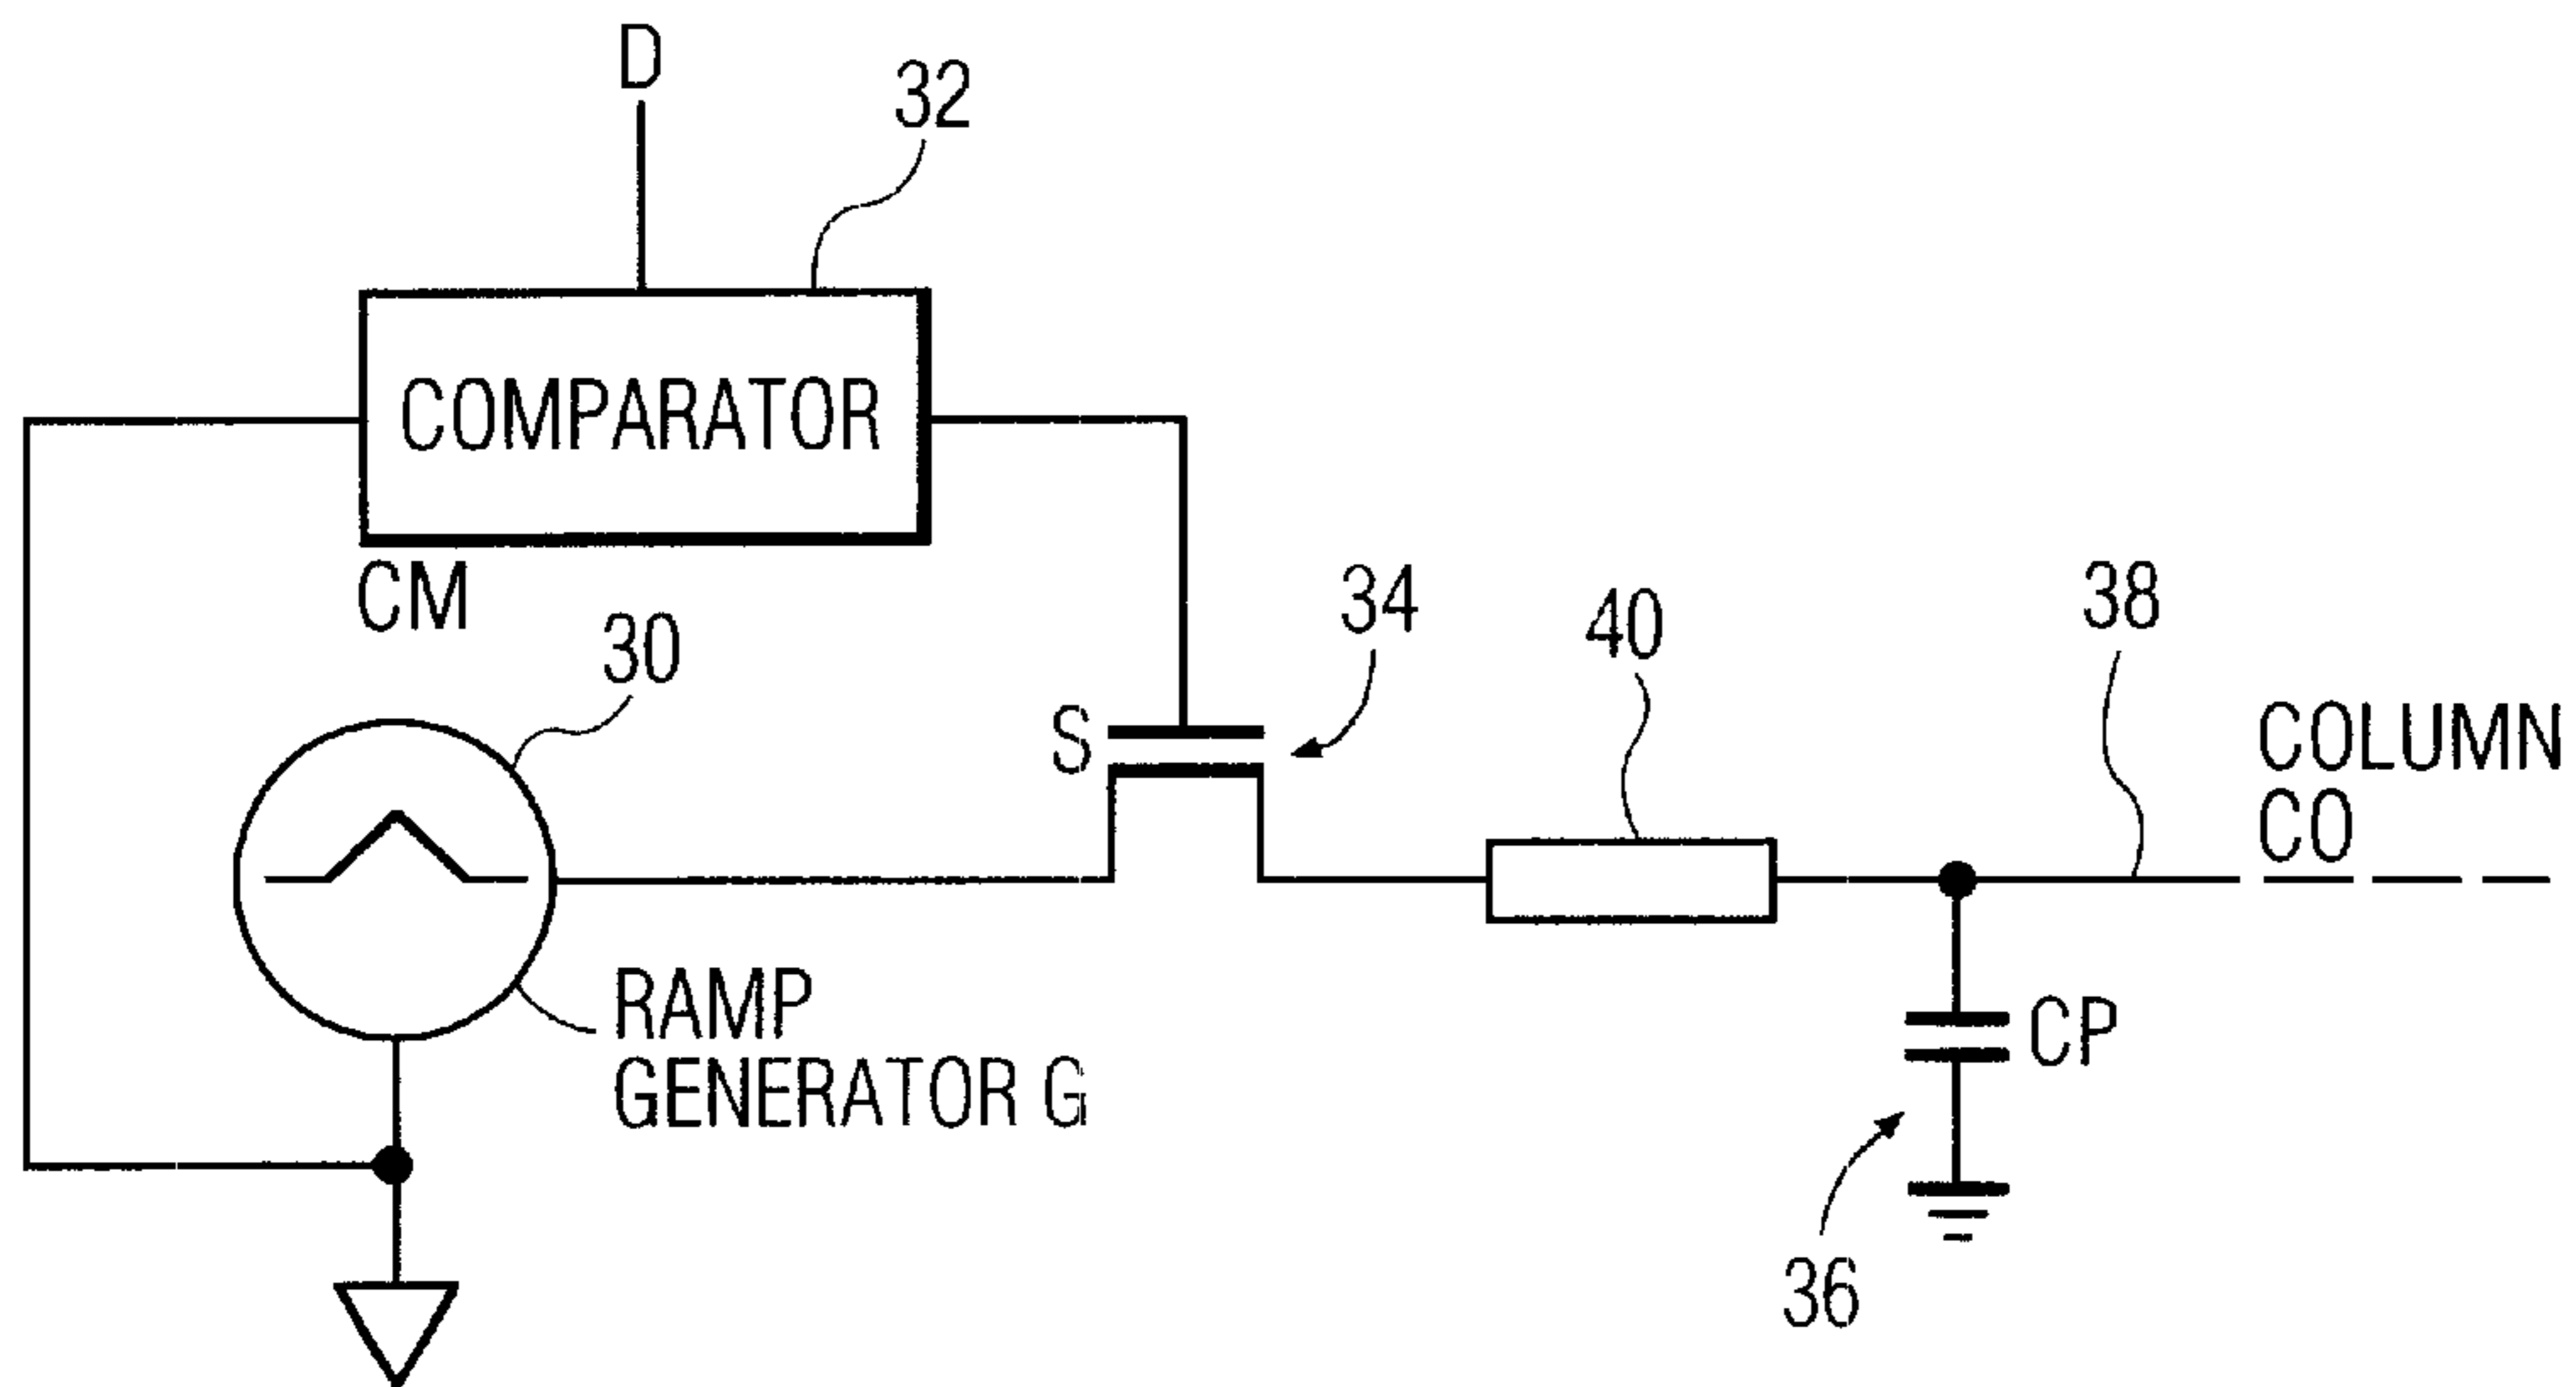 D
32
COMPARATOR
CM
30
34
40
38
S
COLUMN
CO
RAMP
GENERATOR G
CP
36